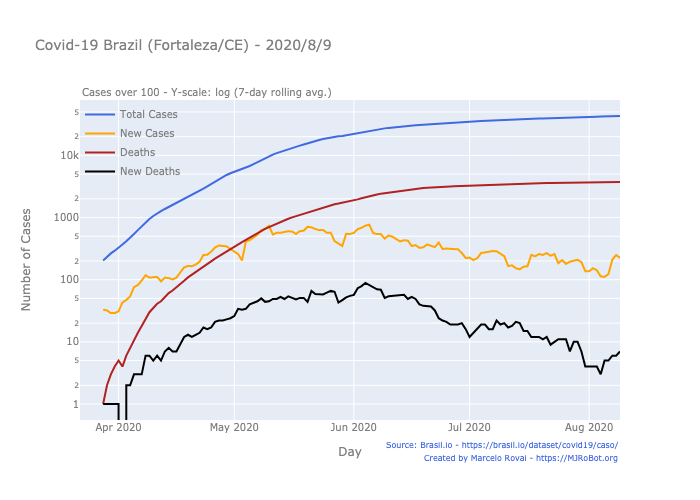 Covid-19 Brazil (Fortaleza/CE) - 2020/8/9
Cases over 100 - Y-scale: log (7-day rolling avg.)
Total Cases
New Cases
Deaths
New Deaths
5
2
10k
5
2
1000
5
2
100
5
2
10
5
2
1
Number of Cases
Apr 2020
May 2020
Jun 2020
Jul 2020
Aug 2020
Day
Source: Brasil.io - https://brasil.io/dataset/covid19/caso/
Created by Marcelo Rovai - https://MJRoBot.org